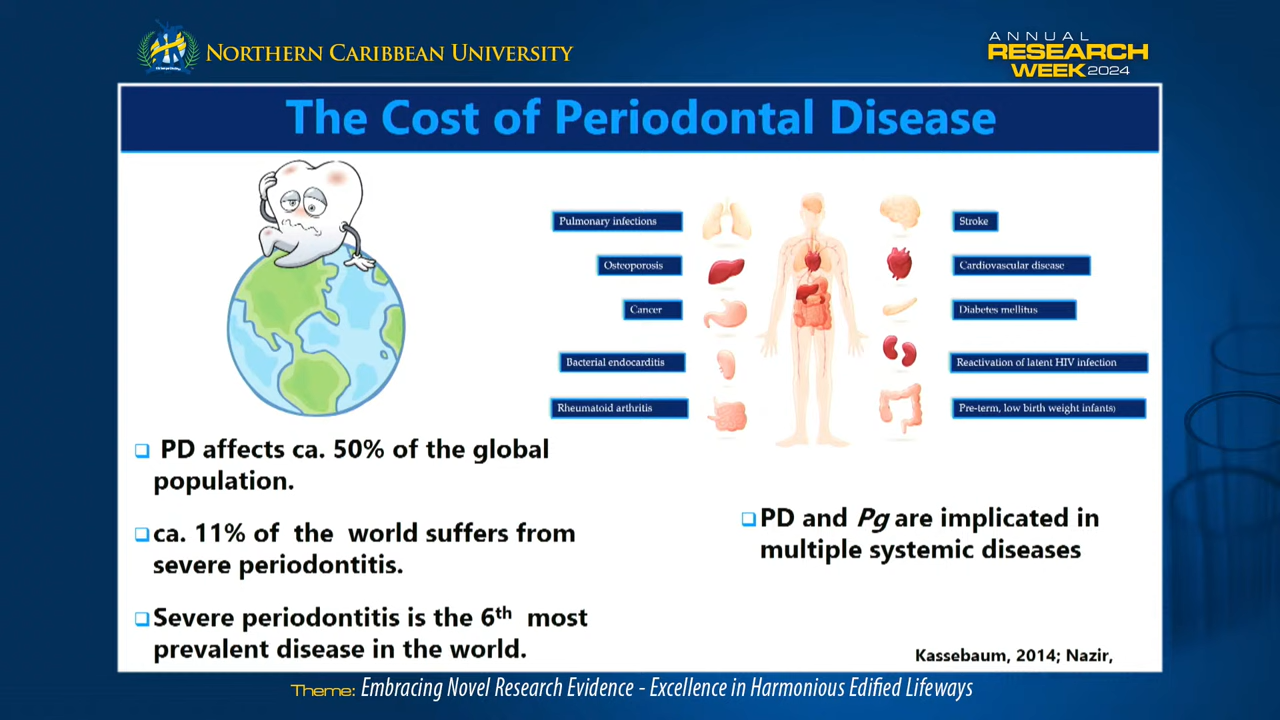 NORTHERN CARIBBEAN UNIVERSITY
ANNUAL
RESEARCH
WEEK 2024
The Cost of Periodontal Disease
Pulmonary infections
Osteoporosis
Cancer
Bacterial endocarditis
Rheumatoid arthritis
Stroke
Cardiovascular disease
Diabetes mellitus
Reactivation of latent HIV infection
Pre-term, low birth weight infants)
❑ PD affects ca. 50% of the global
population.
❑ ca. 11% of the world suffers from
severe periodontitis.
❑ Severe periodontitis is the 6th most
prevalent disease in the world.
❑ PD and Pg are implicated in
multiple systemic diseases
Kassebaum, 2014; Nazir,
Theme: Embracing Novel Research Evidence - Excellence in Harmonious Edified Lifeways